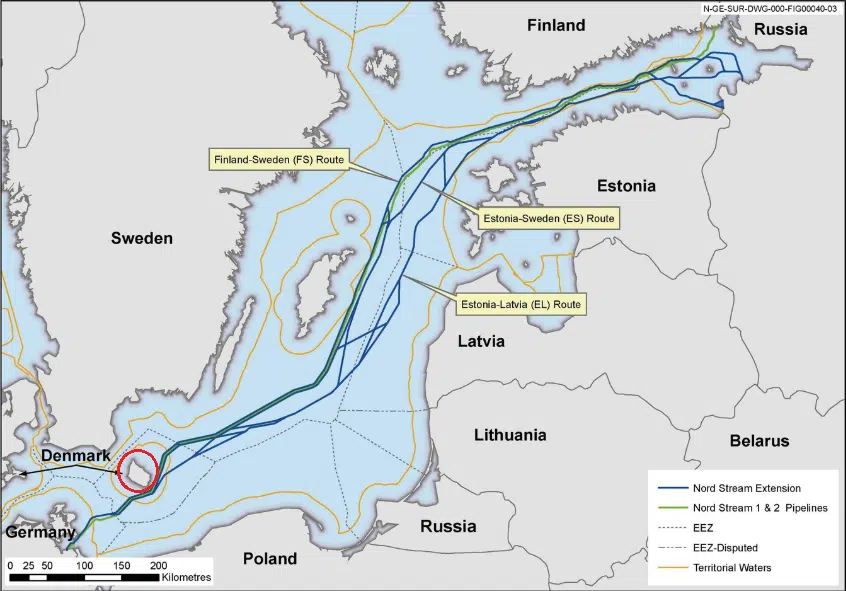 N-GE-SUR-DWG-000-FIG00040-03
Finland
Russia
Finland-Sweden (FS) Route
Estonia
Estonia-Sweden (ES) Route
Sweden
Estonia-Latvia (EL) Route
Latvia
Lithuania
Belarus
Denmark
Nord Stream Extension
Nord Stream 1 & 2 Pipelines
Russia
EEZ
Germany
EEZ-Disputed
Poland
Territorial Waters
0 25 50 100 150 200
Kilometres